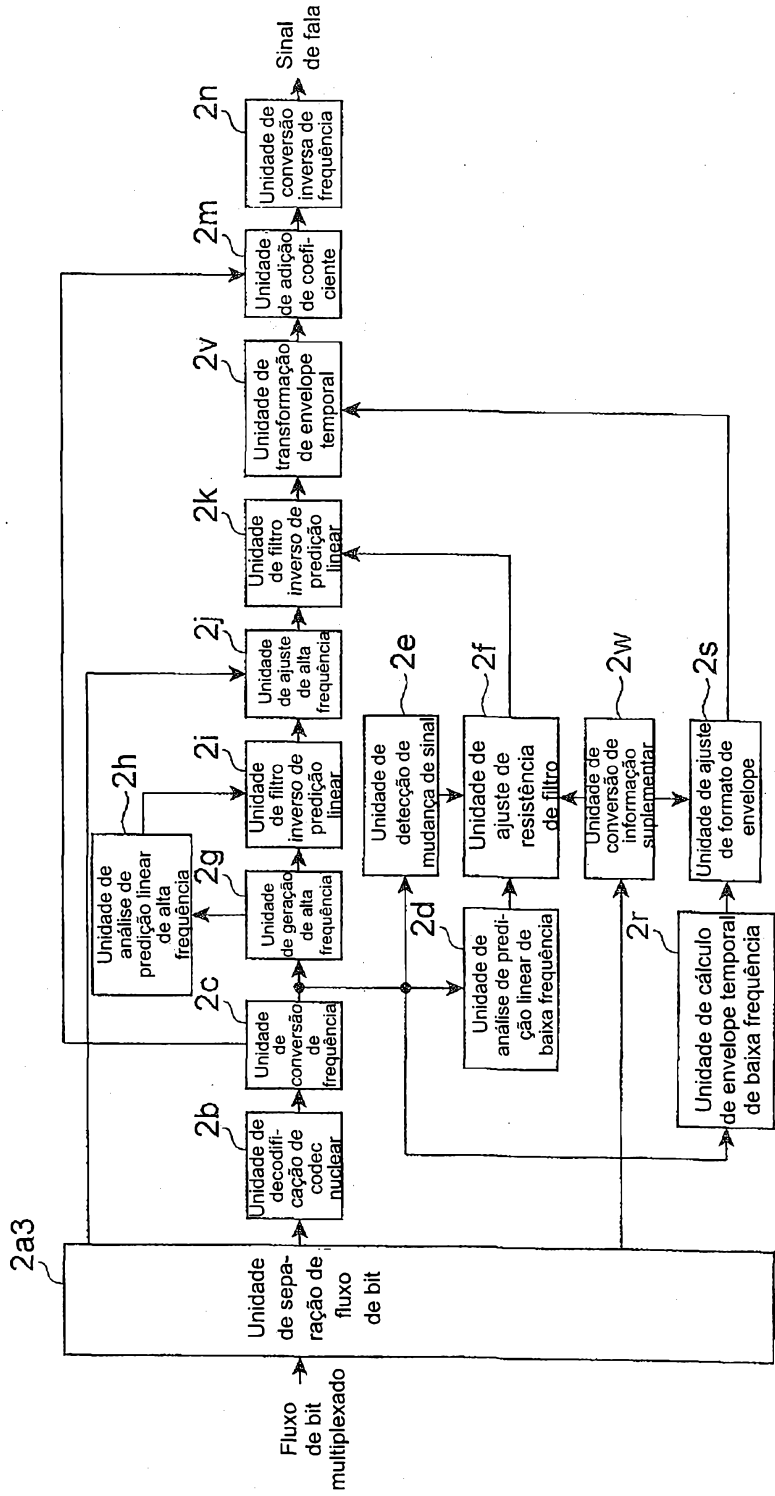 Fluxo
de bit
multiplexado
2a3
Unidade
de sepa-
ração de
fluxo
de bit
2b
Unidade de
decodifi-
cação de
codec
nuclear
2c
Unidade
de
conversão
de
frequência
2g
Unidade
de geração
de alta
frequência
2h
Unidade de
análise de
predição linear
de alta
frequência
2i
Unidade
de filtro
inverso de
predição
linear
2j
Unidade
de ajuste
de alta
frequência
2k
Unidade
de filtro
inverso de
predição
linear
2v
Unidade de
transformação
de envelope
temporal
2m
Unidade
de adição
de coefi-
ciente
2n
Unidade de
conversão
inversa de
frequência
Sinal
de fala
2d
Unidade de
análise de predi-
ção linear de
baixa frequência
2e
Unidade de
detecção de
mudança de sinal
2f
Unidade de
ajuste de
resistência
de filtro
2w
Unidade de
conversão de
informação
suplementar
2r
Unidade de cálculo
de envelope temporal
de baixa frequência
2s
Unidade de ajuste
de formato de
envelope